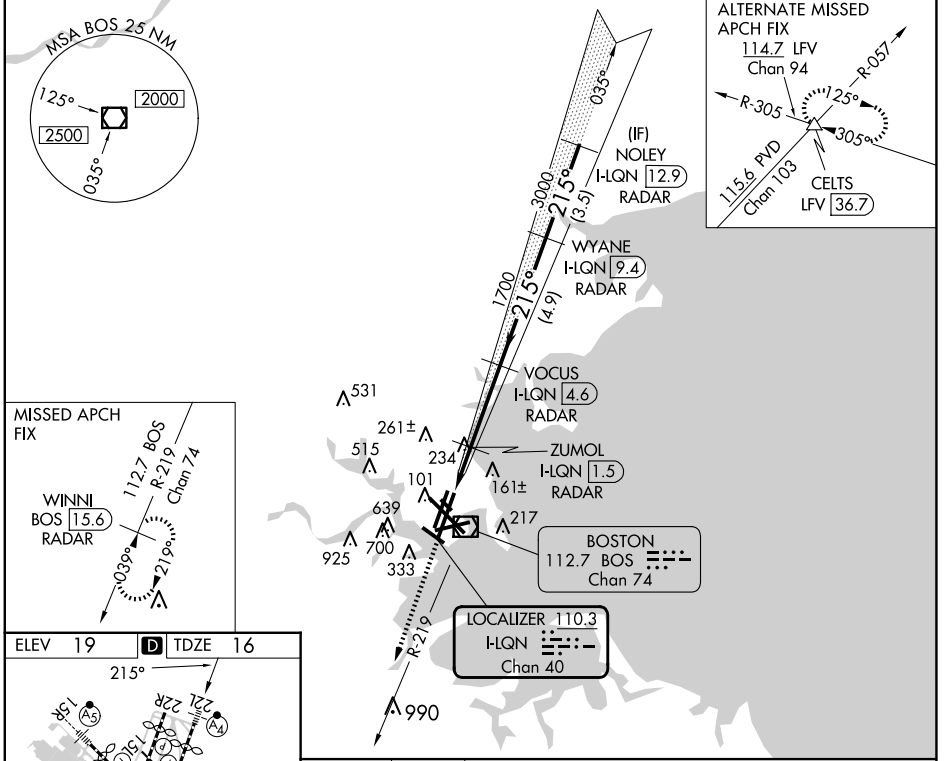 MSA BOS 25 NM
125°
2000
2500
035°
ALTERNATE MISSED
APCH FIX
114.7 LFV
Chan 94
R-057
R-305
125°
305°
115.6 PVD
Chan 103
CELTS
LFV 36.7
035°
(IF)
NOLEY
I-LQN 12.9
RADAR
3000
215°
(3.5)
WYANE
I-LQN 9.4
RADAR
1700
215°
(4.9)
VOCUS
I-LQN 4.6
RADAR
531
261±
515
234
ZUMOL
I-LQN 1.5
RADAR
101
161±
639
217
925
700
333
BOSTON
112.7 BOS
Chan 74
LOCALIZER 110.3
I-LQN
Chan 40
R-219
990
MISSED APCH
FIX
112.7 BOS
R-219
Chan 74
WINNI
BOS 15.6
RADAR
039°
219°
ELEV 19 D TDZE 16
215°
15R
A5
15L
22R
22L
A4
P